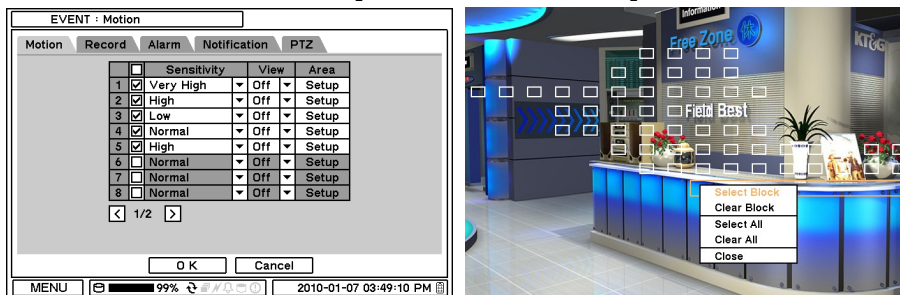 EVENT : Motion
Motion Record Alarm Notification PTZ
Sensitivity View Area
1 Very High Off Setup
2 High Off Setup
3 Low Off Setup
4 Normal Off Setup
5 High Off Setup
6 Normal Off Setup
7 Normal Off Setup
8 Normal Off Setup
< 1/2 >
OK Cancel
MENU 99% 2010-01-07 03:49:10 PM
Information
Free Zone
KT&G
Field Best
Select Block
Clear Block
Select All
Clear All
Close